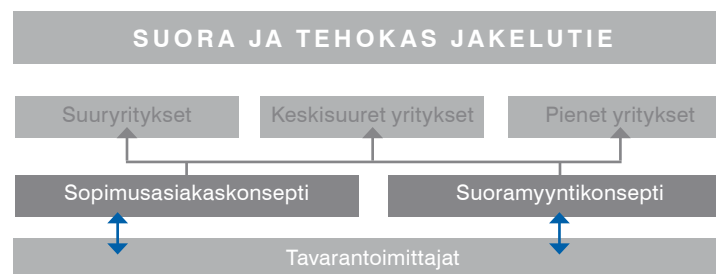 SUORA JA TEHOKAS JAKELUTIE
Suuryritykset Keskisuuret yritykset Pienet yritykset
Sopimusasiakaskonsepti Suoramyyntikonsepti
Tavarantoimittajat